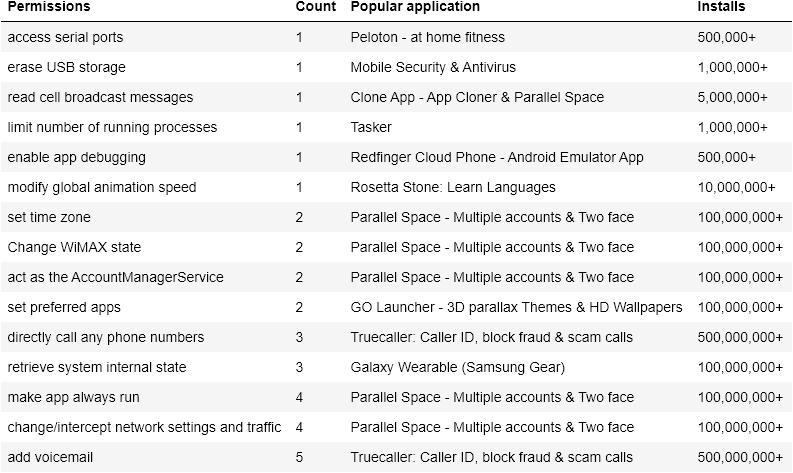 Permissions Count Popular application Installs
access serial ports 1 Peloton - at home fitness 500,000+
erase USB storage 1 Mobile Security & Antivirus 1,000,000+
read cell broadcast messages 1 Clone App - App Cloner & Parallel Space 5,000,000+
limit number of running processes 1 Tasker 1,000,000+
enable app debugging 1 Redfinger Cloud Phone - Android Emulator App 500,000+
modify global animation speed 1 Rosetta Stone: Learn Languages 10,000,000+
set time zone 2 Parallel Space - Multiple accounts & Two face 100,000,000+
Change WiMAX state 2 Parallel Space - Multiple accounts & Two face 100,000,000+
act as the AccountManagerService 2 Parallel Space - Multiple accounts & Two face 100,000,000+
set preferred apps 2 GO Launcher - 3D parallax Themes & HD Wallpapers 100,000,000+
directly call any phone numbers 3 Truecaller: Caller ID, block fraud & scam calls 500,000,000+
retrieve system internal state 3 Galaxy Wearable (Samsung Gear) 100,000,000+
make app always run 4 Parallel Space - Multiple accounts & Two face 100,000,000+
change/intercept network settings and traffic 4 Parallel Space - Multiple accounts & Two face 100,000,000+
add voicemail 5 Truecaller: Caller ID, block fraud & scam calls 500,000,000+